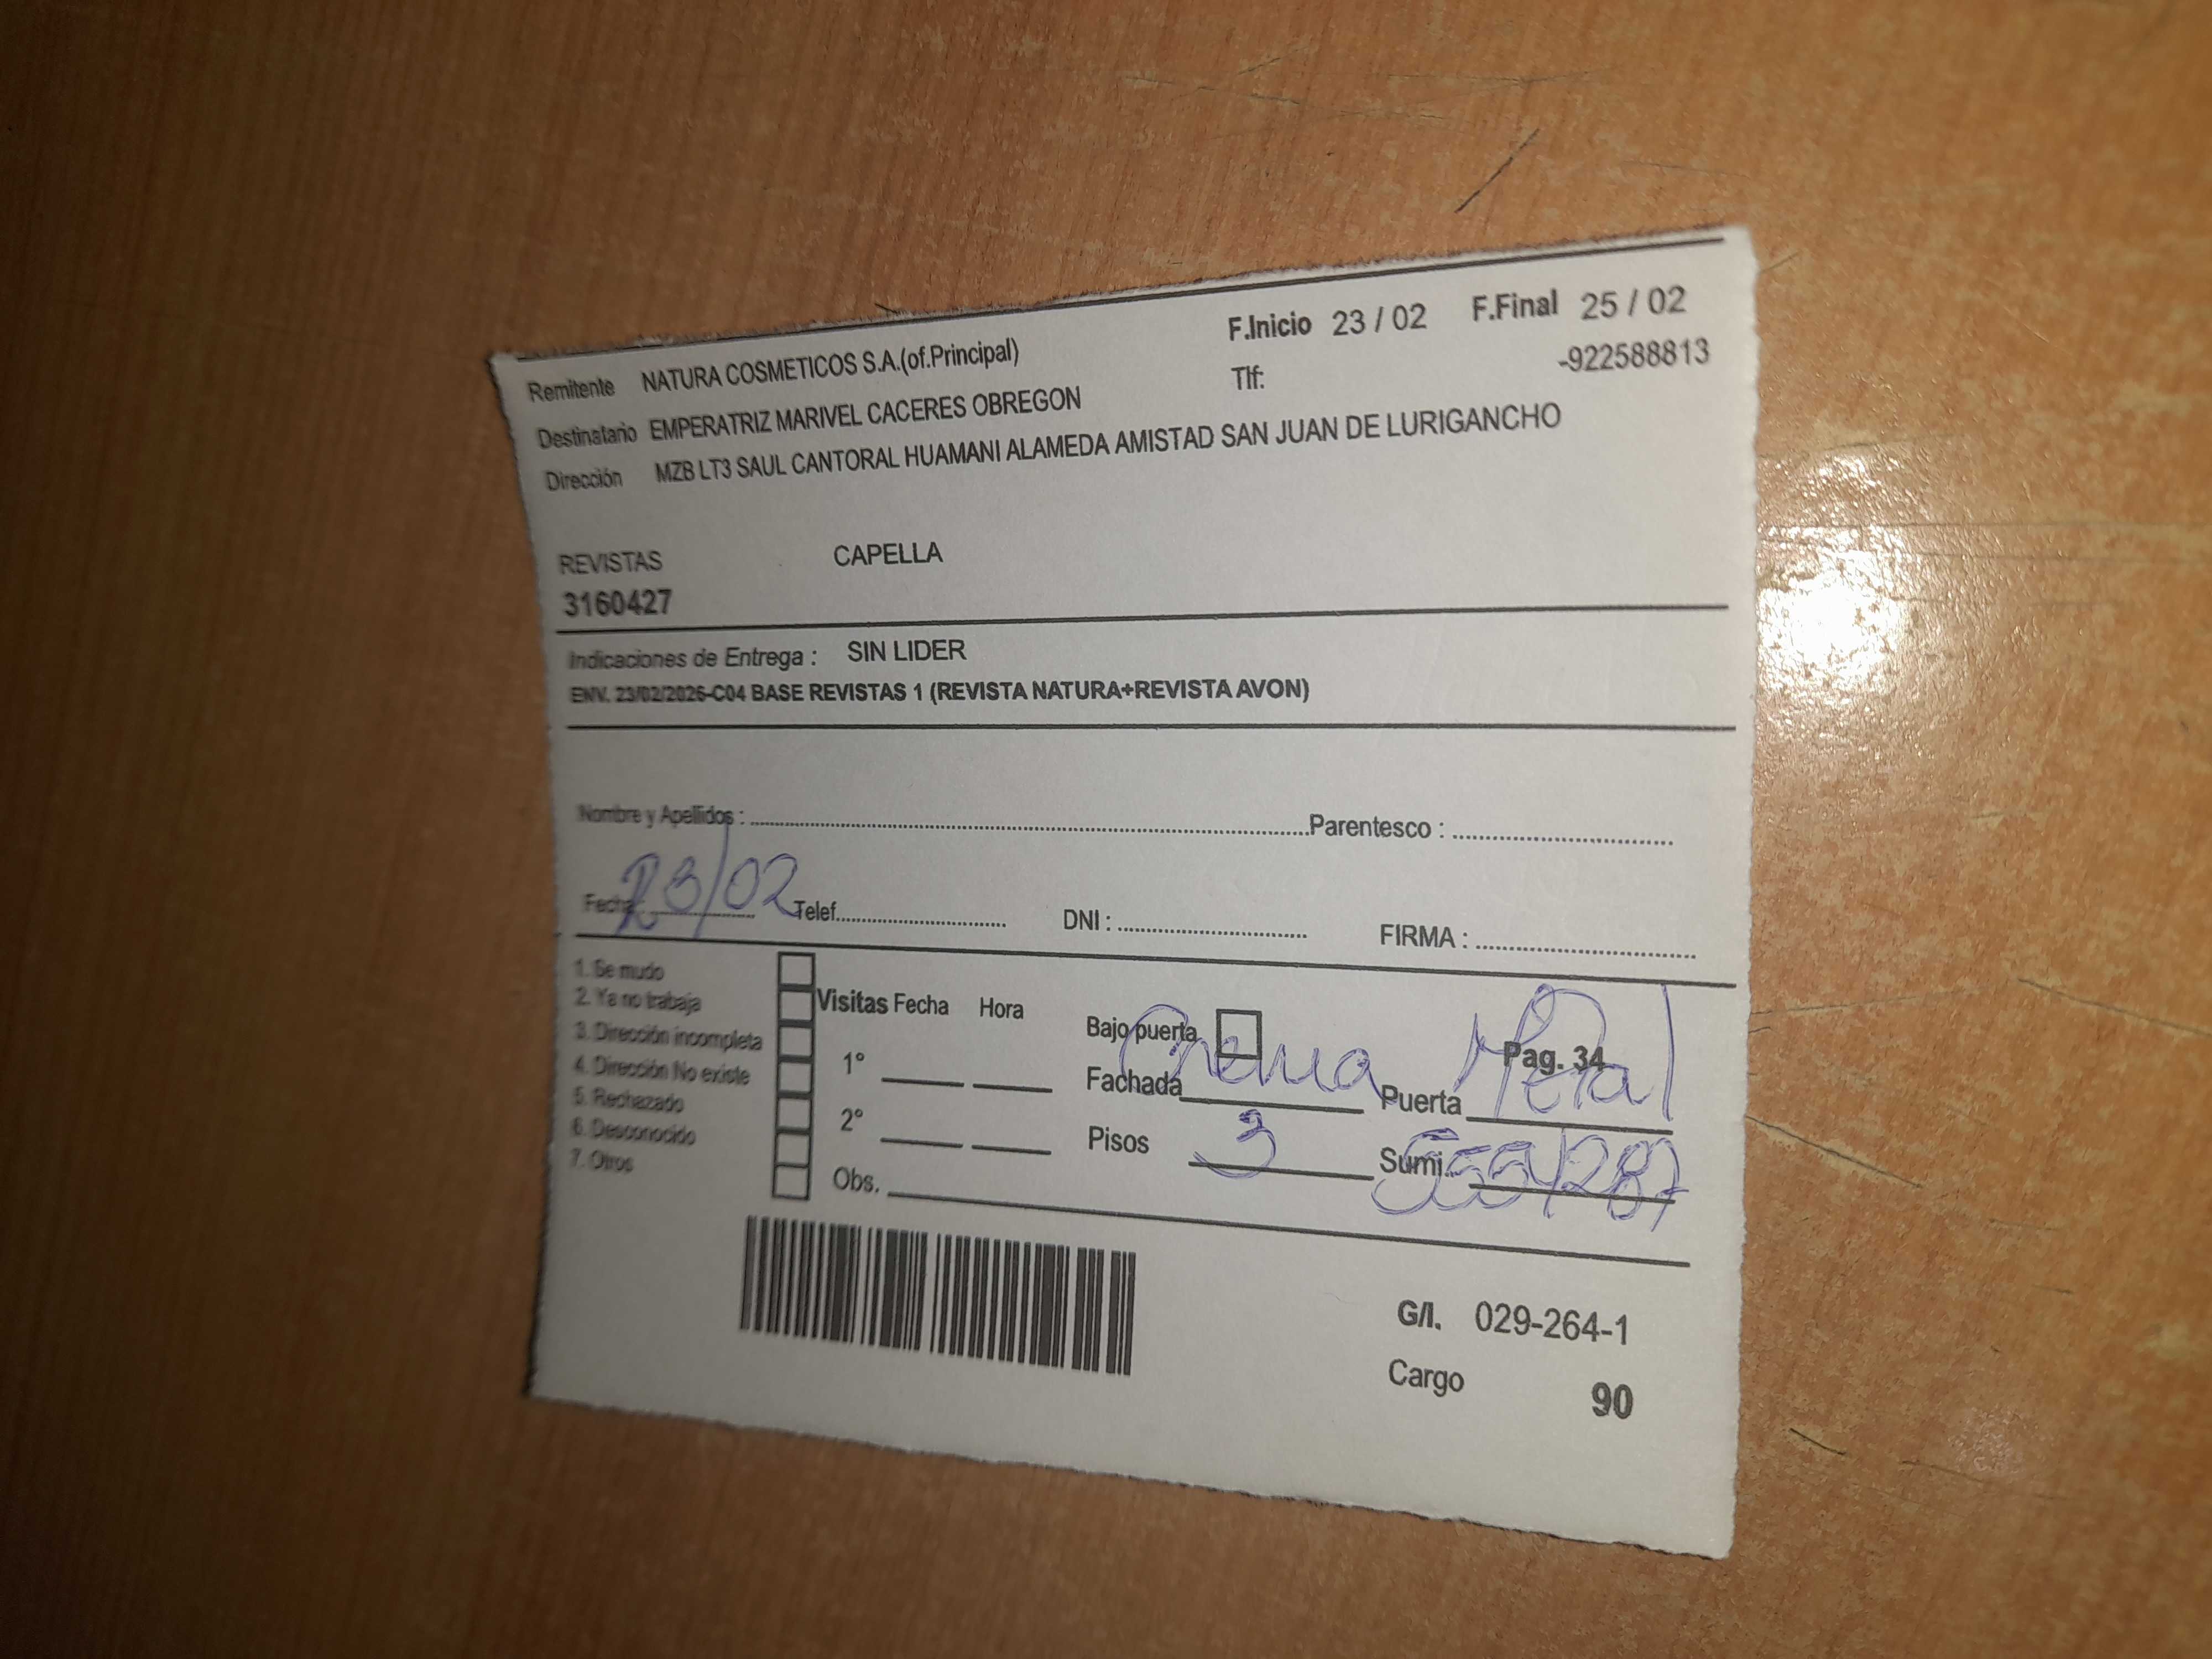 F.Inicio 23 / 02 F.Final 25 / 02
Remitente NATURA COSMETICOS S.A.(of.Principal)
Tlf: -922588813
Destinatario EMPERATRIZ MARIVEL CACERES OBREGON
Dirección MZB LT3 SAUL CANTORAL HUAMANI ALAMEDA AMISTAD SAN JUAN DE LURIGANCHO
REVISTAS CAPELLA
3160427
Indicaciones de Entrega : SIN LIDER
ENV. 23/02/2026-C04 BASE REVISTAS 1 (REVISTA NATURA+REVISTA AVON)
Nombre y Apellidos : Parentesco :
Fecha 23/02 Telef. DNI : FIRMA :
1. Se mudo
2. Ya no trabaja
3. Dirección incompleta
4. Dirección No existe
5. Rechazado
6. Desconocido
7. Otros
Visitas Fecha Hora
1°
2°
Obs.
Bajo puerta Pag. 34
Fachada Crema Puerta Metal
Pisos 3 Sumi.
G/I. 029-264-1
Cargo 90